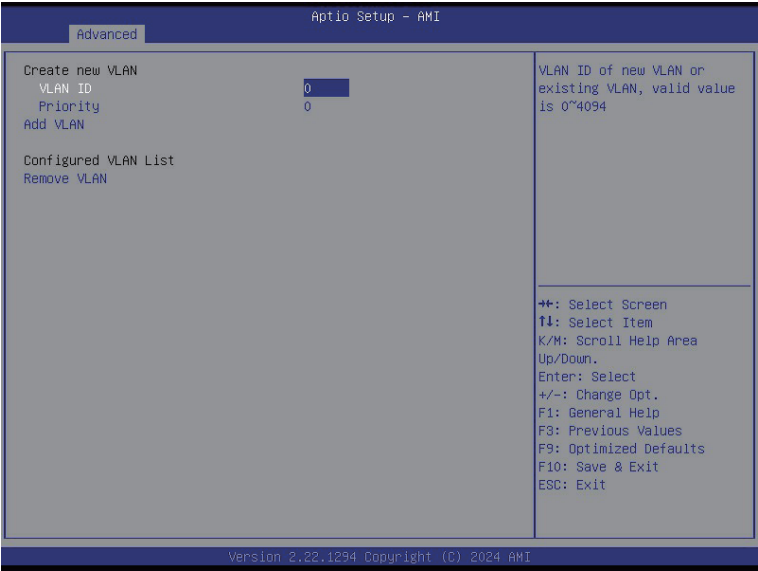 Aptio Setup – AMI
Advanced
Create new VLAN
VLAN ID 0
Priority 0
Add VLAN
Configured VLAN List
Remove VLAN
VLAN ID of new VLAN or
existing VLAN, valid value
is 0~4094
→←: Select Screen
↑↓: Select Item
K/M: Scroll Help Area
Up/Down.
Enter: Select
+/-: Change Opt.
F1: General Help
F3: Previous Values
F9: Optimized Defaults
F10: Save & Exit
ESC: Exit
Version 2.22.1294 Copyright (C) 2024 AMI